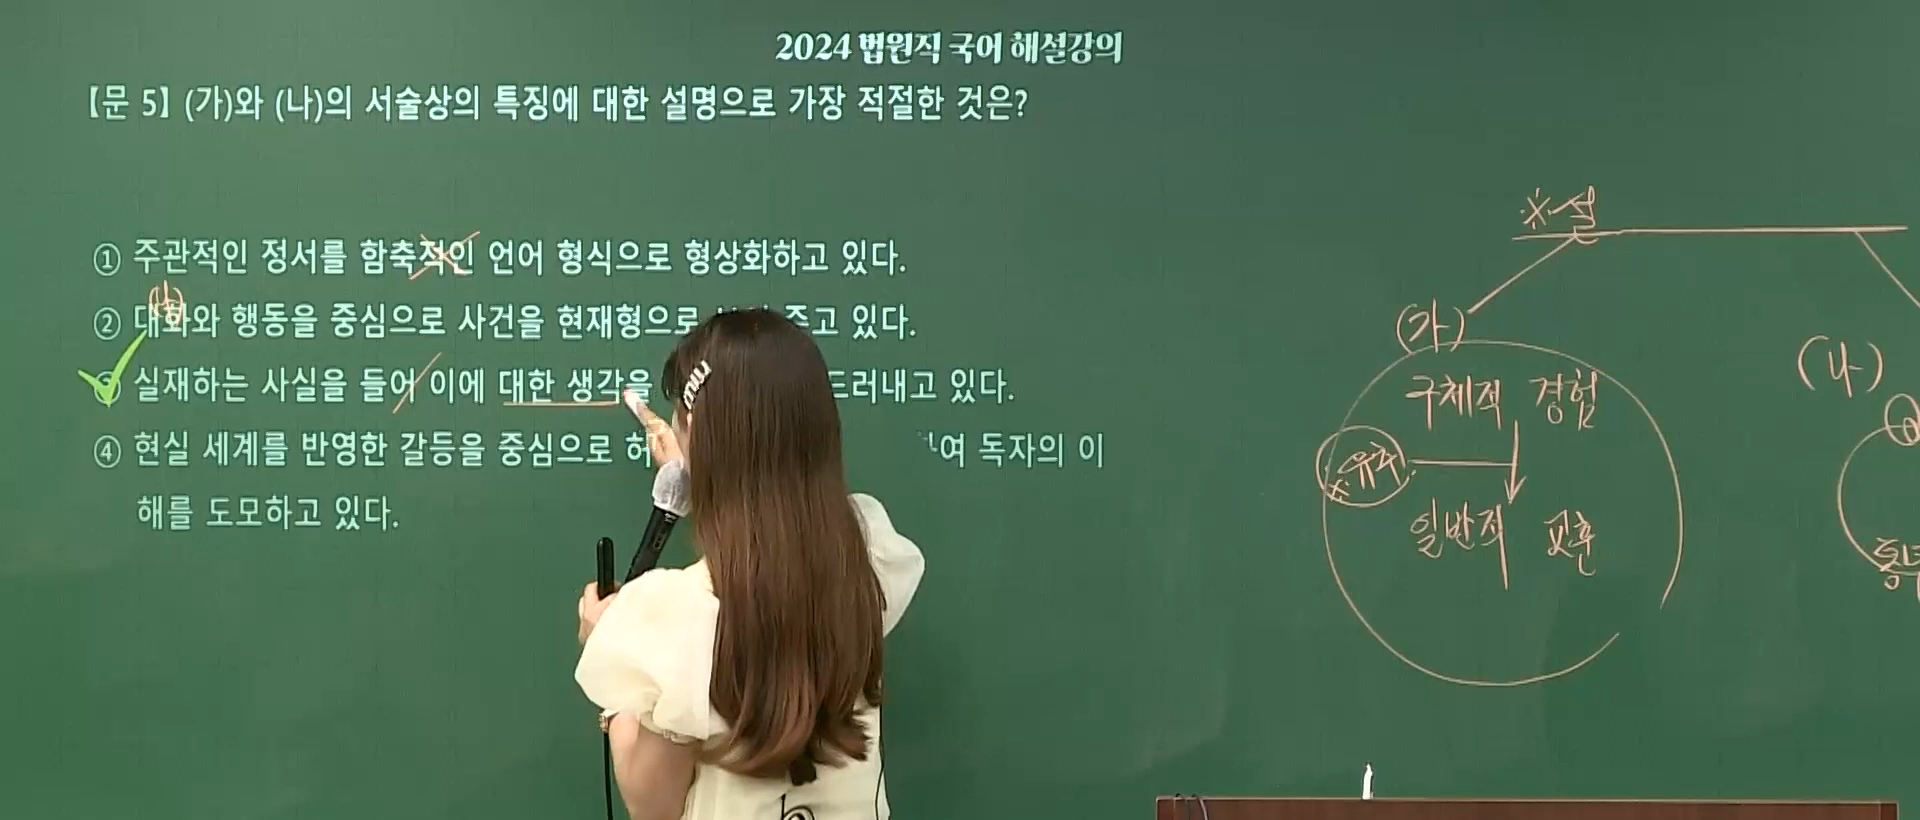 2024 법원직 국어 해설강의
【문 5】 (가)와 (나)의 서술상의 특징에 대한 설명으로 가장 적절한 것은?
① 주관적인 정서를 함축적인 언어 형식으로 형상화하고 있다.
(나)
② 대화와 행동을 중심으로 사건을 현재형으로 주고 있다.
③ 실재하는 사실을 들어 이에 대한 생각을 드러내고 있다.
④ 현실 세계를 반영한 갈등을 중심으로 독자의 이
해를 도모하고 있다.
※ 설
(가)
구체적 경험
※유추
일반적 교훈
(나)